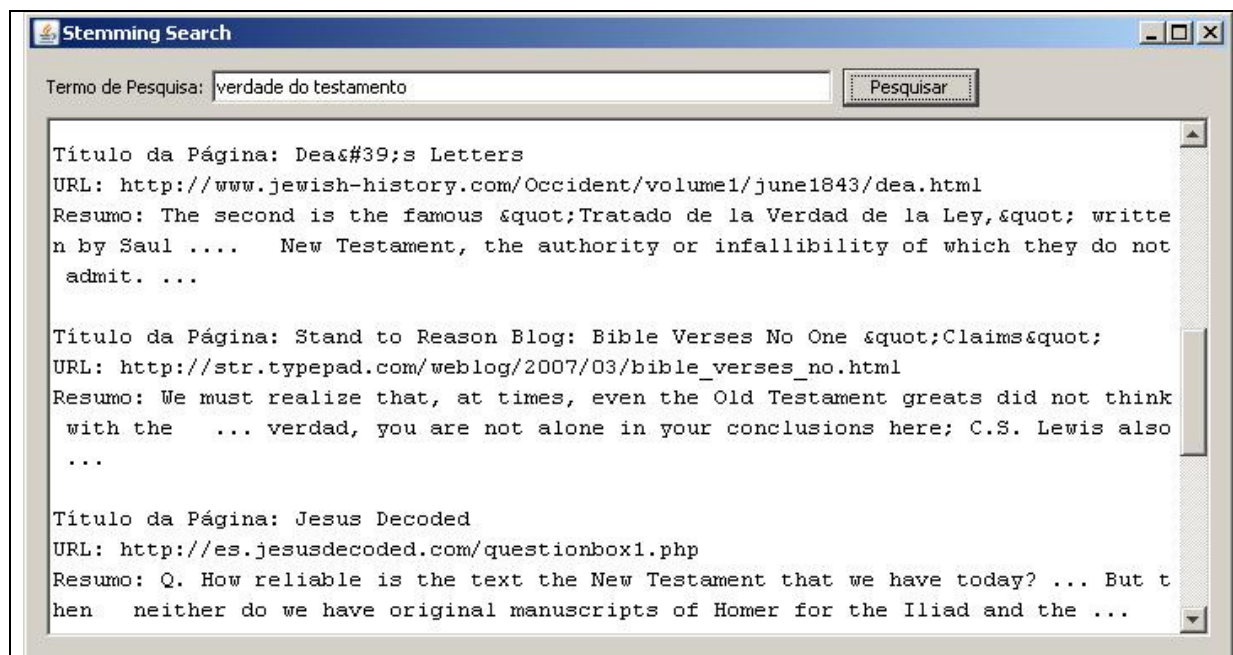 Stemming Search
Termo de Pesquisa: verdade do testamento Pesquisar
Título da Página: Dea&#39;s Letters
URL: http://www.jewish-history.com/Occident/volume1/june1843/dea.html
Resumo: The second is the famous &quot;Tratado de la Verdad de la Ley,&quot; writte
n by Saul .... New Testament, the authority or infallibility of which they do not
admit. ...
Título da Página: Stand to Reason Blog: Bible Verses No One &quot;Claims&quot;
URL: http://str.typepad.com/weblog/2007/03/bible_verses_no.html
Resumo: We must realize that, at times, even the Old Testament greats did not think
with the ... verdad, you are not alone in your conclusions here; C.S. Lewis also
...
Título da Página: Jesus Decoded
URL: http://es.jesusdecoded.com/questionbox1.php
Resumo: Q. How reliable is the text the New Testament that we have today? ... But t
hen neither do we have original manuscripts of Homer for the Iliad and the ...